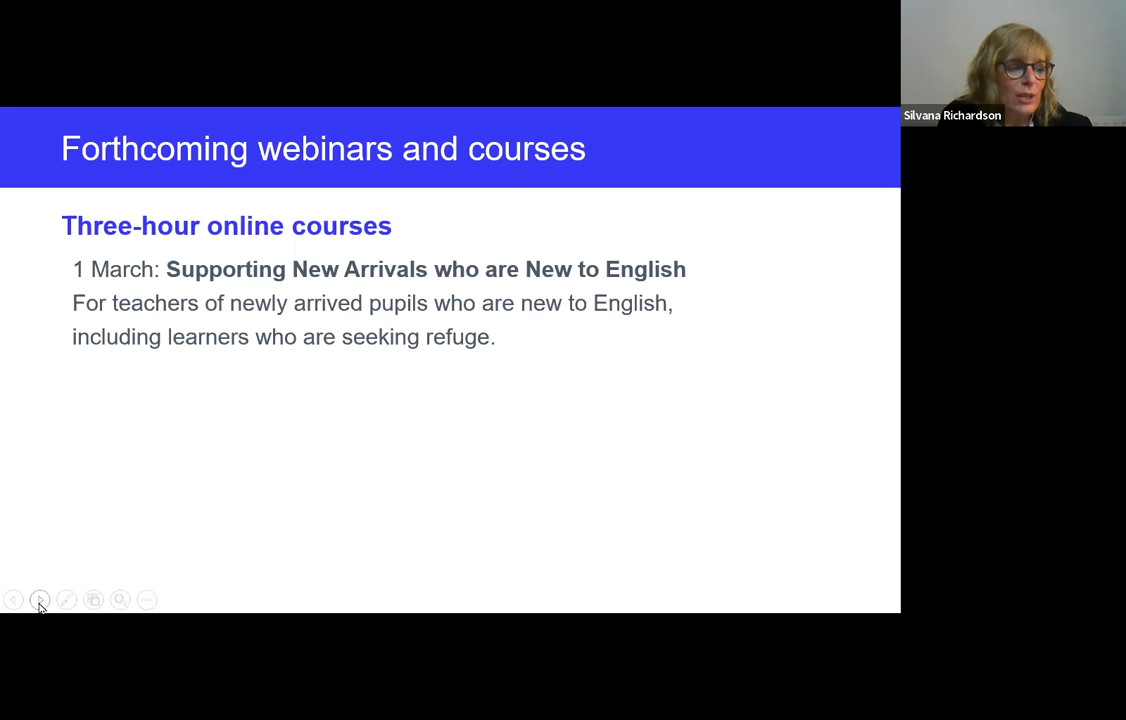 Forthcoming webinars and courses
Silvana Richardson
Three-hour online courses
1 March: Supporting New Arrivals who are New to English
For teachers of newly arrived pupils who are new to English,
including learners who are seeking refuge.